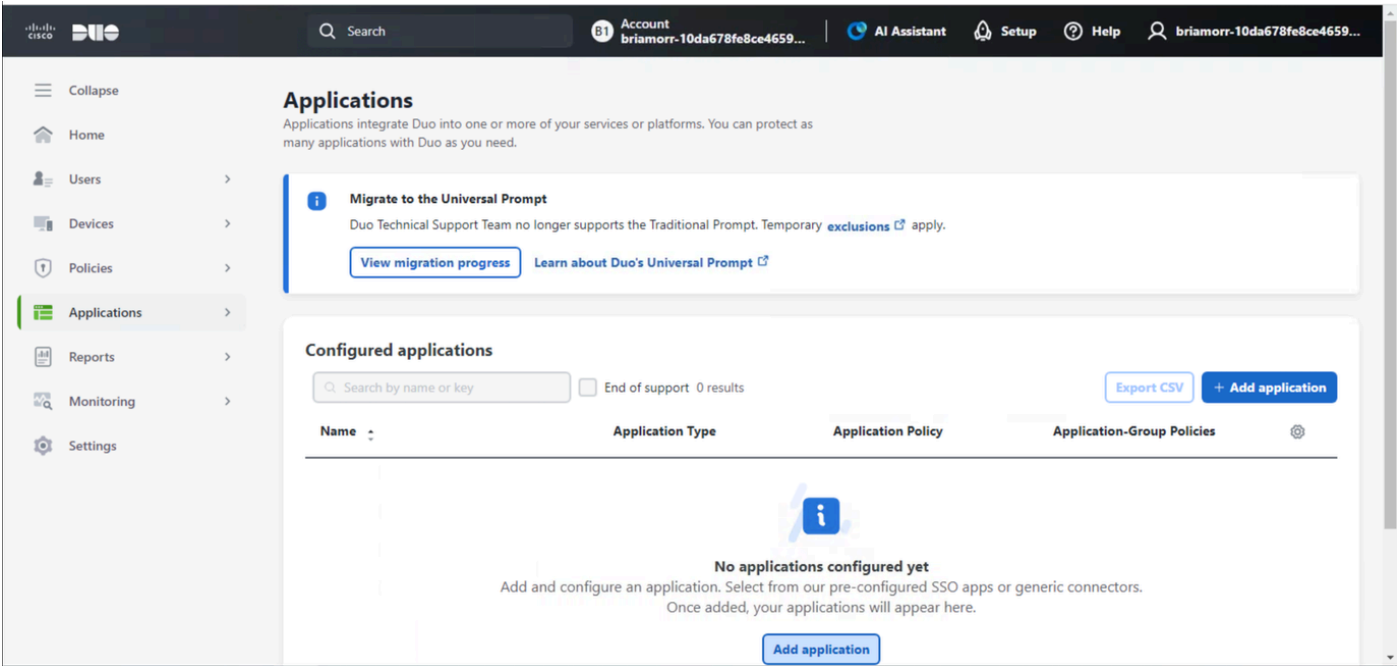 cisco DUO
Search
B1
Account
briamorr-10da678fe8ce4659...
AI Assistant
Setup
Help
briamorr-10da678fe8ce4659...
Collapse
Home
Users
Devices
Policies
Applications
Reports
Monitoring
Settings
Applications
Applications integrate Duo into one or more of your services or platforms. You can protect as
many applications with Duo as you need.
Migrate to the Universal Prompt
Duo Technical Support Team no longer supports the Traditional Prompt. Temporary exclusions apply.
View migration progress
Learn about Duo's Universal Prompt
Configured applications
Search by name or key
End of support 0 results
Export CSV
+ Add application
Name
Application Type
Application Policy
Application-Group Policies
No applications configured yet
Add and configure an application. Select from our pre-configured SSO apps or generic connectors.
Once added, your applications will appear here.
Add application